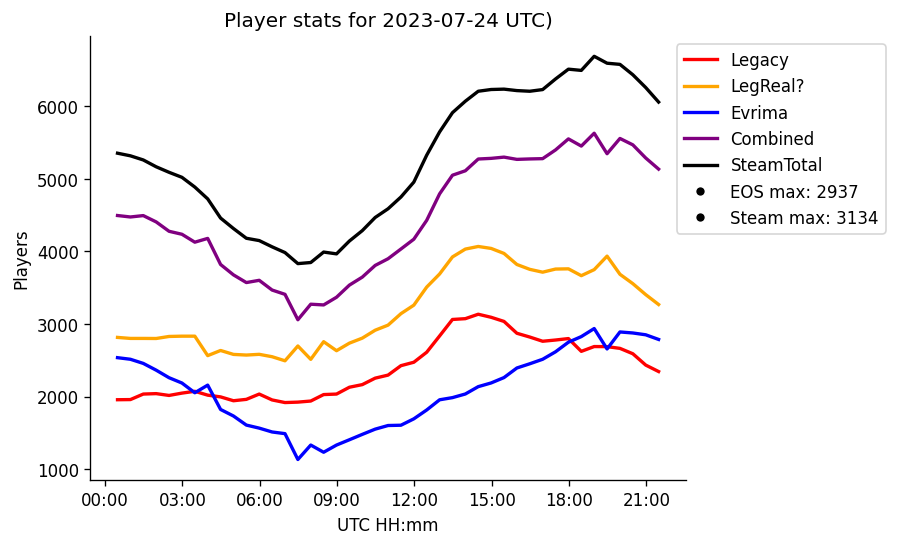 Player stats for 2023-07-24 UTC)
Legacy
LegReal?
Evrima
Combined
SteamTotal
EOS max: 2937
Steam max: 3134
Players
6000
5000
4000
3000
2000
1000
00:00 03:00 06:00 09:00 12:00 15:00 18:00 21:00
UTC HH:mm